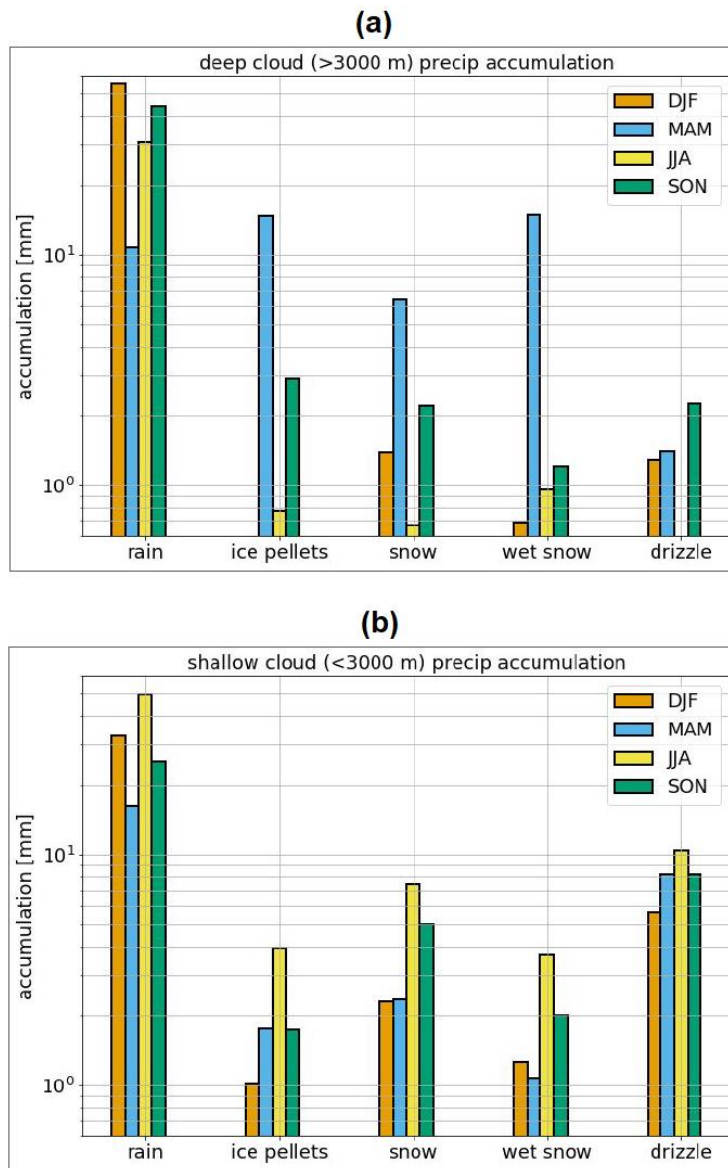 (a)
deep cloud (>3000 m) precip accumulation
DJF
MAM
JJA
SON
accumulation [mm]
10¹
10⁰
rain ice pellets snow wet snow drizzle
(b)
shallow cloud (<3000 m) precip accumulation
DJF
MAM
JJA
SON
accumulation [mm]
10¹
10⁰
rain ice pellets snow wet snow drizzle